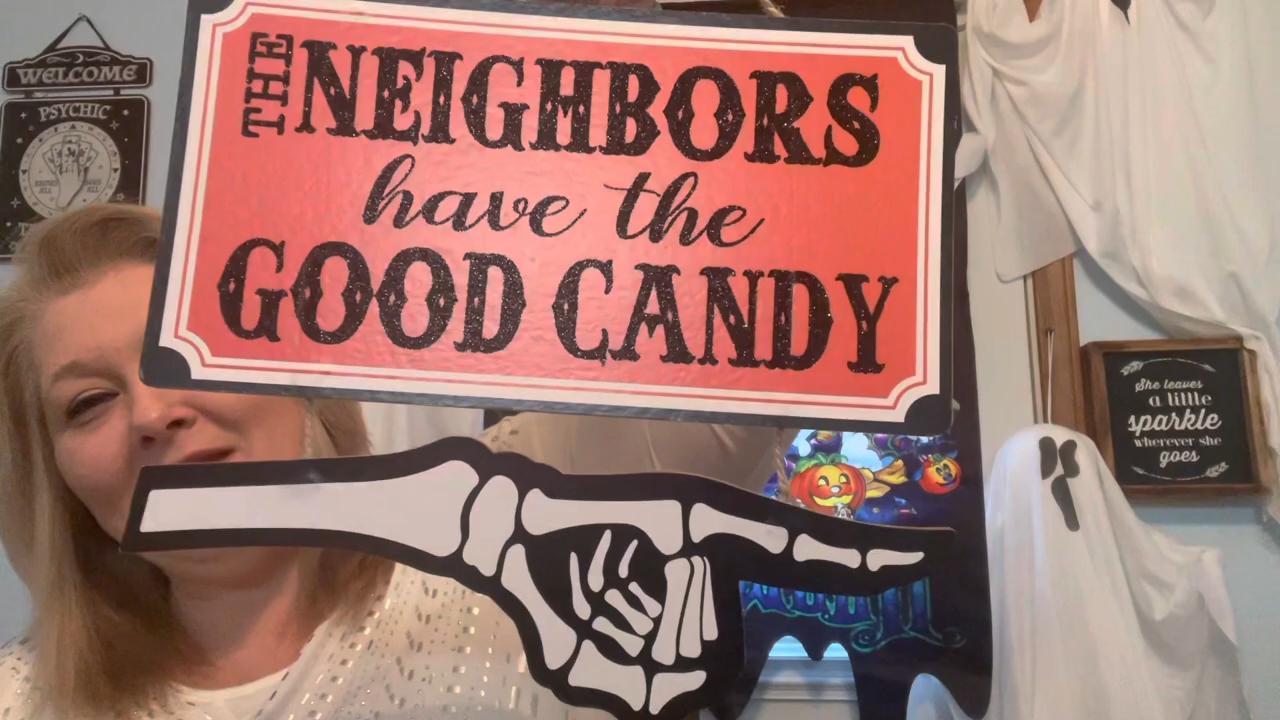 WELCOME
PSYCHIC
THE NEIGHBORS
have the
GOOD CANDY
She leaves
a little
sparkle
wherever she
goes